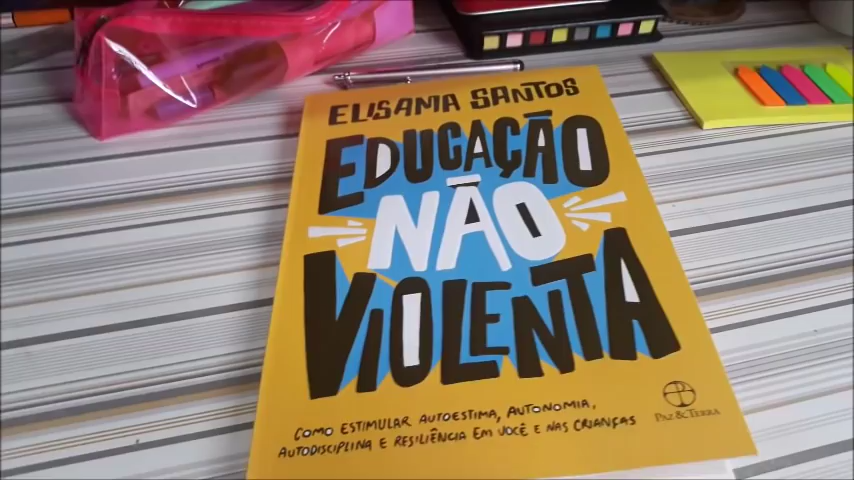 ELISAMA SANTOS
EDUCAÇÃO
NÃO
VIOLENTA
COMO ESTIMULAR AUTOESTIMA, AUTONOMIA,
AUTODISCIPLINA E RESILIÊNCIA EM VOCÊ E NAS CRIANÇAS
PAZ & TERRA